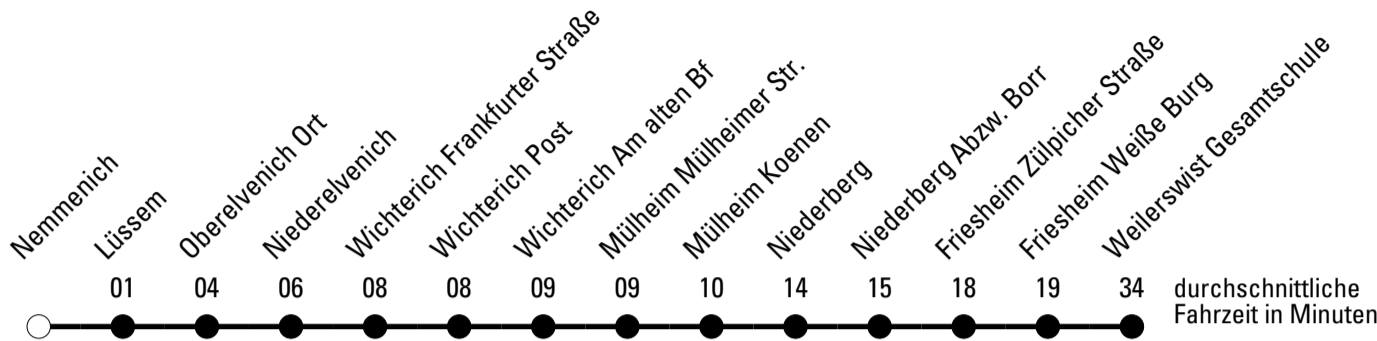 Nemmenich
Lüssem
Oberelvenich Ort
Niederelvenich
Wichterich Frankfurter Straße
Wichterich Post
Wichterich Am alten Bf
Mülheim Mülheimer Str.
Mülheim Koenen
Niederberg
Niederberg Abzw. Borr
Friesheim Zülpicher Straße
Friesheim Weiße Burg
Weilerswist Gesamtschule
01 04 06 08 08 09 09 10 14 15 18 19 34
durchschnittliche
Fahrzeit in Minuten